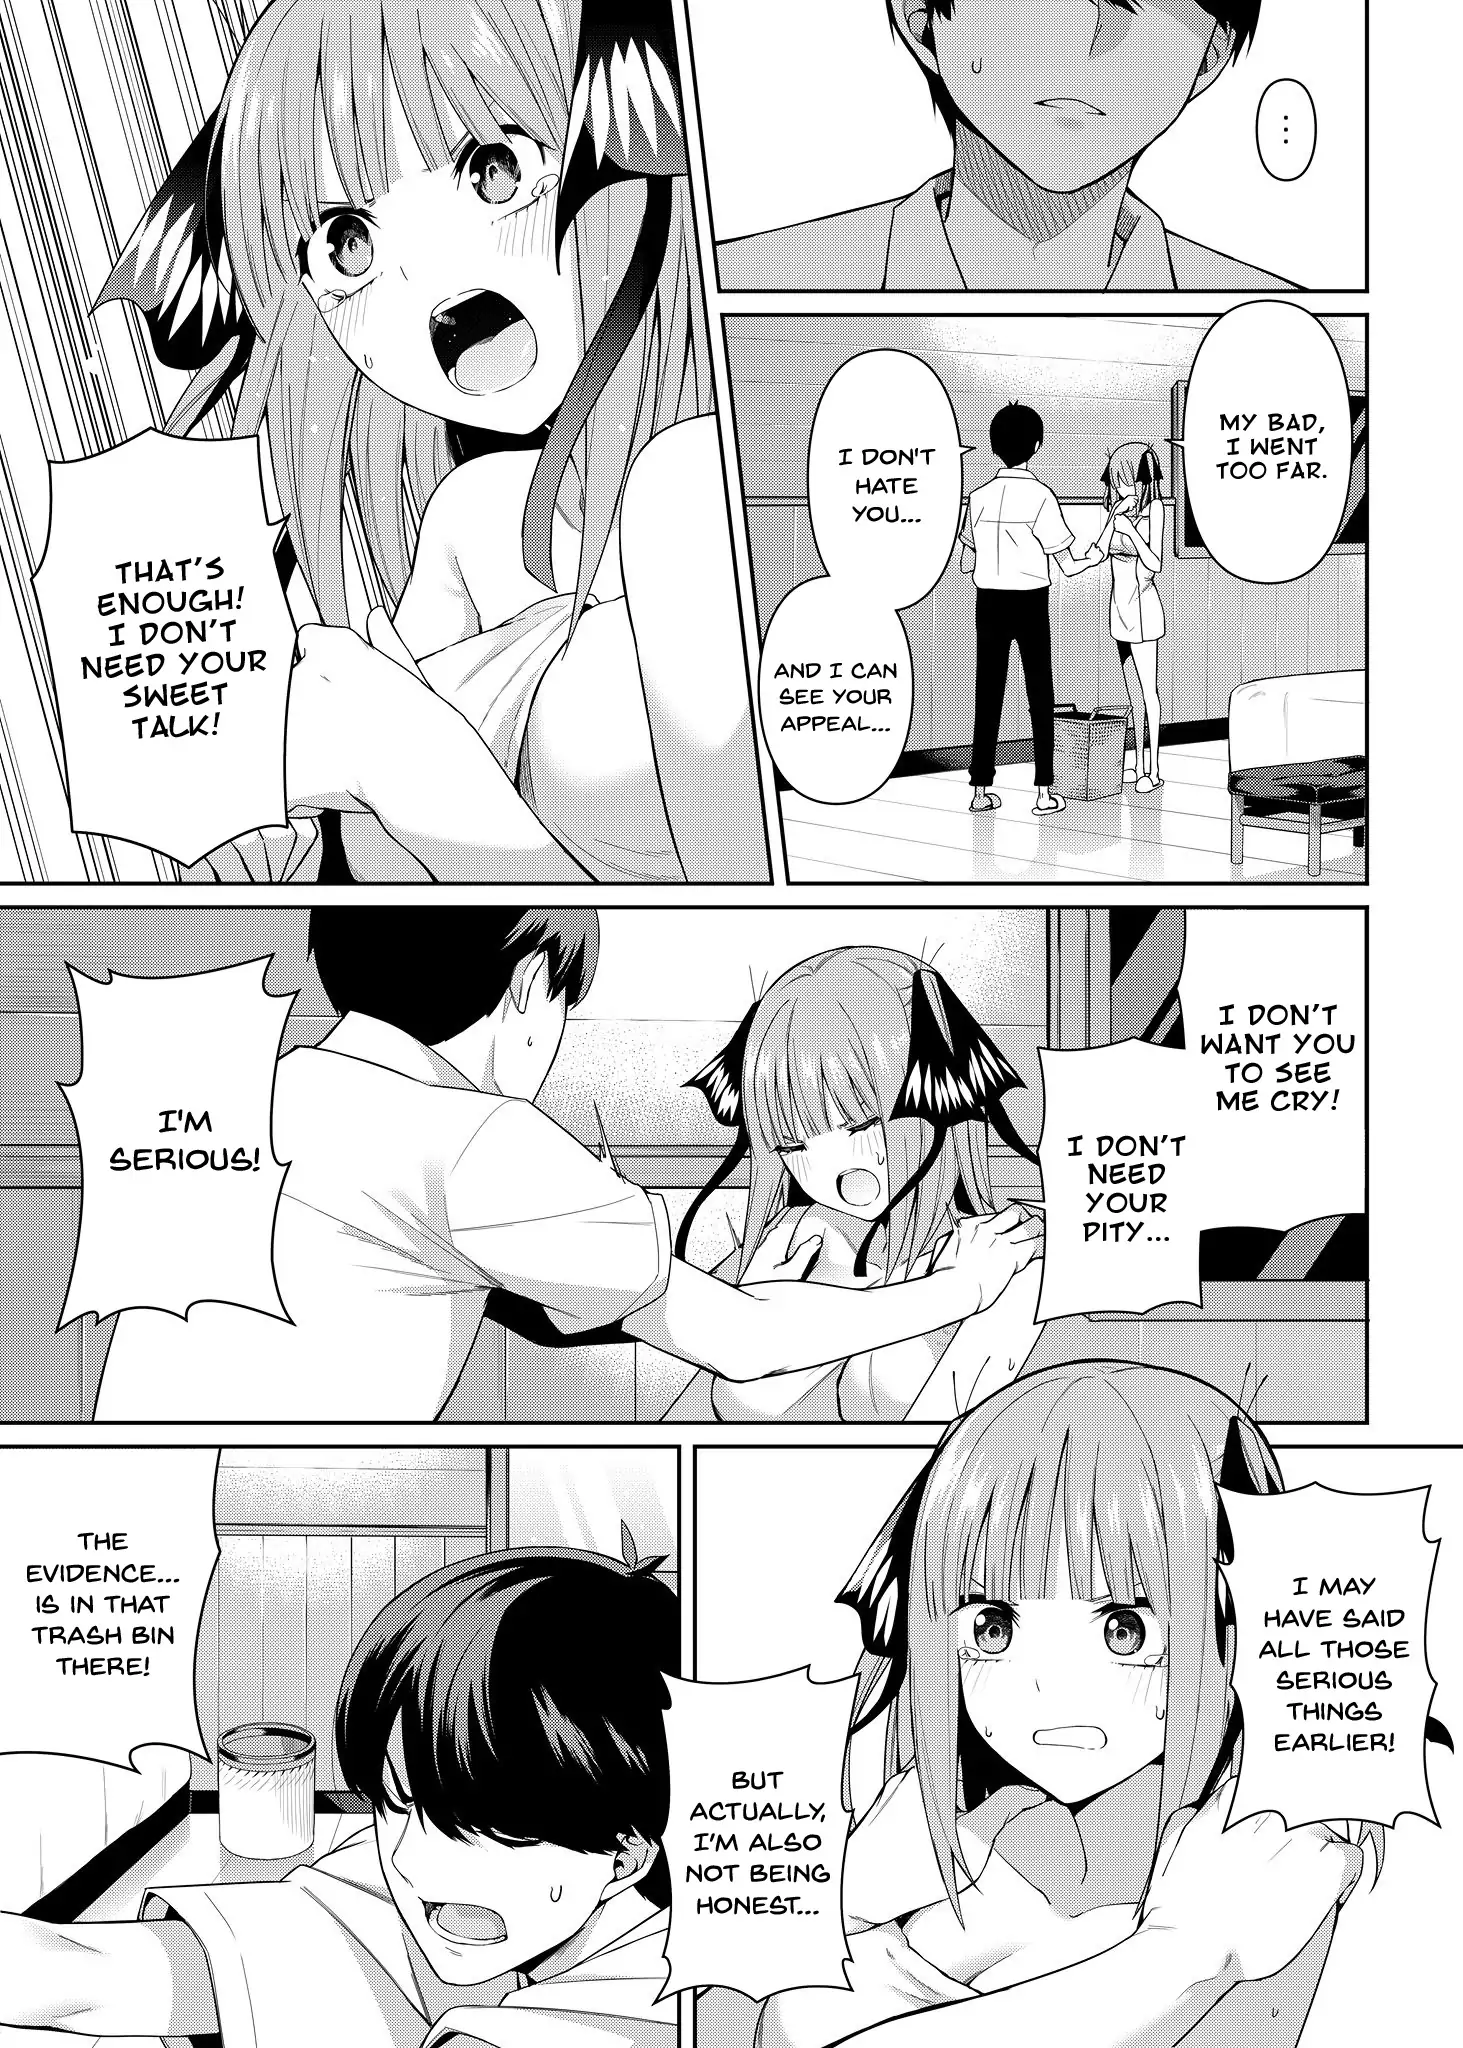 ...
MY BAD,
I WENT
TOO FAR.
I DON'T
HATE
YOU...
AND I CAN
SEE YOUR
APPEAL...
THAT'S
ENOUGH!
I DON'T
NEED YOUR
SWEET
TALK!
I DON'T
WANT YOU
TO SEE
ME CRY!
I DON'T
NEED
YOUR
PITY...
I'M
SERIOUS!
I MAY
HAVE SAID
ALL THOSE
SERIOUS
THINGS
EARLIER!
BUT
ACTUALLY,
I'M ALSO
NOT BEING
HONEST...
THE
EVIDENCE...
IS IN THAT
TRASH BIN
THERE!